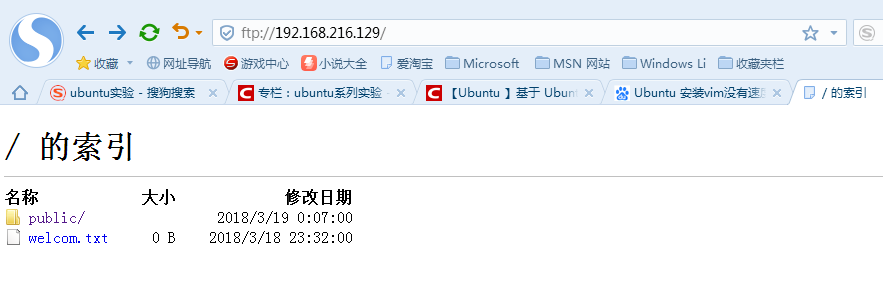 ftp://192.168.216.129/
收藏 网址导航 游戏中心 小说大全 爱淘宝 Microsoft MSN 网站 Windows Li 收藏夹栏
ubuntu实验 - 搜狗搜索 专栏：ubuntu系列实验 - 【Ubuntu 】基于 Ubun Ubuntu 安装vim没有速度 / 的索引
/ 的索引
名称 大小 修改日期
public/ 2018/3/19 0:07:00
welcom.txt 0 B 2018/3/18 23:32:00